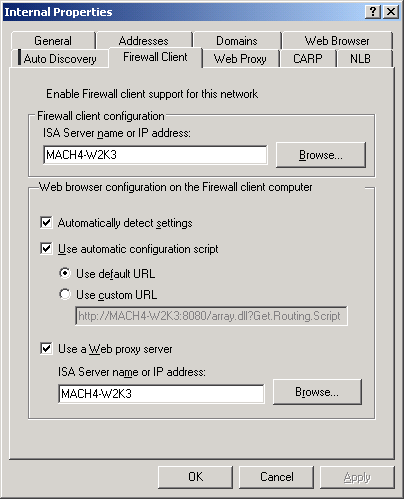 Internal Properties
General Addresses Domains Web Browser
Auto Discovery Firewall Client Web Proxy CARP NLB
Enable Firewall client support for this network
Firewall client configuration
ISA Server name or IP address:
MACH4-W2K3 Browse...
Web browser configuration on the Firewall client computer
Automatically detect settings
Use automatic configuration script
Use default URL
Use custom URL
http://MACH4-W2K3:8080/array.dll?Get.Routing.Script
Use a Web proxy server
ISA Server name or IP address:
MACH4-W2K3 Browse...
OK Cancel Apply